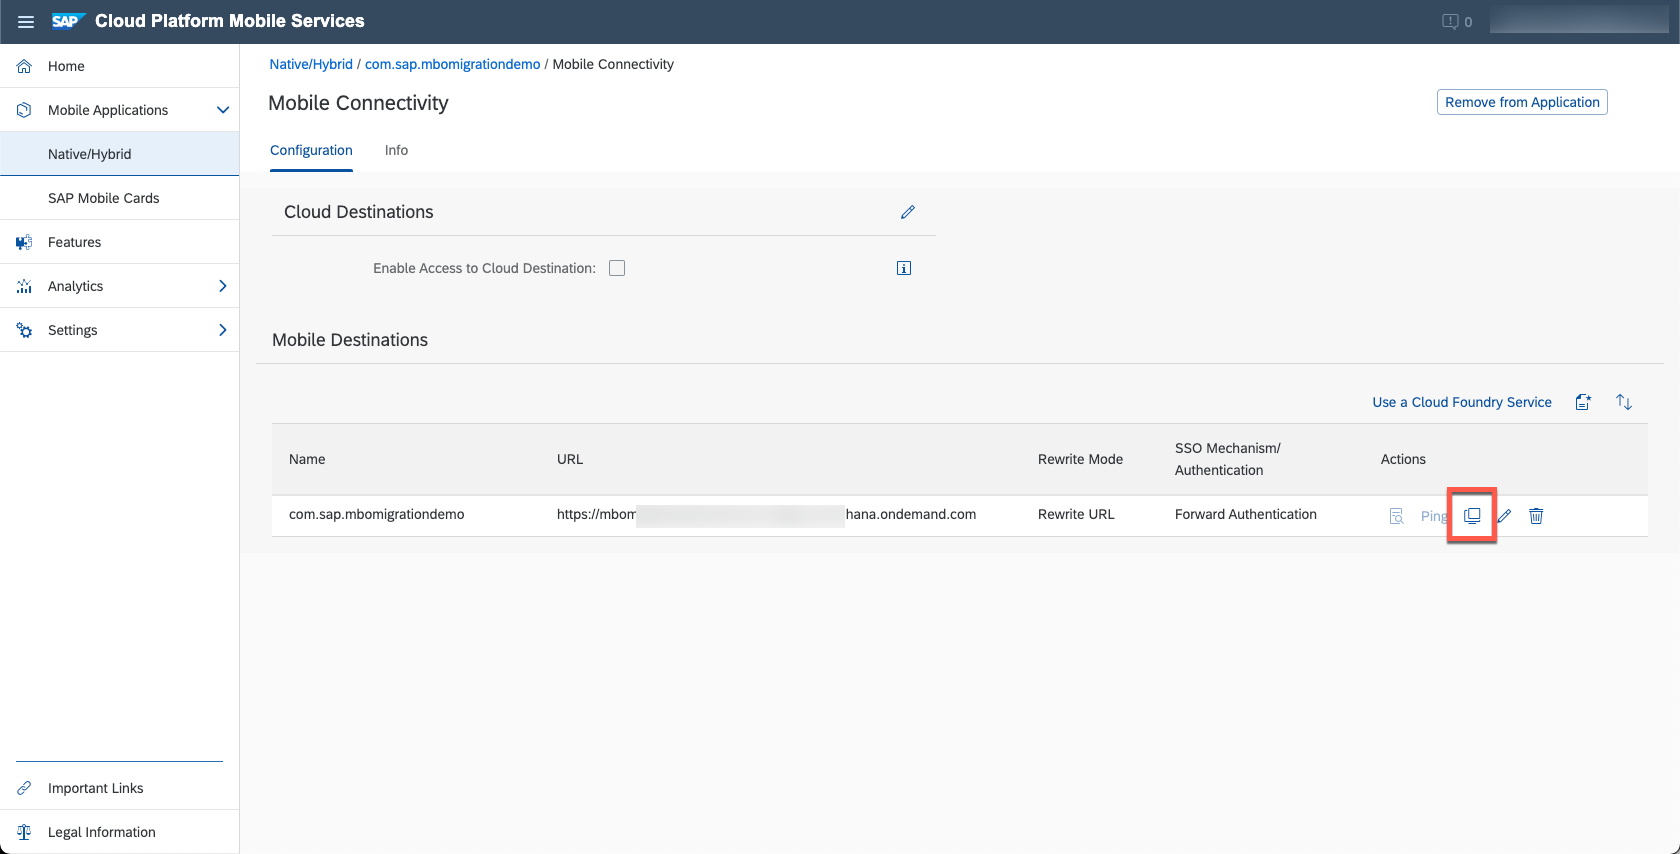 SAP Cloud Platform Mobile Services
0
Home
Mobile Applications
Native/Hybrid
SAP Mobile Cards
Features
Analytics
Settings
Important Links
Legal Information
Native/Hybrid / com.sap.mbomigrationdemo / Mobile Connectivity
Mobile Connectivity
Remove from Application
Configuration Info
Cloud Destinations
Enable Access to Cloud Destination:
Mobile Destinations
Use a Cloud Foundry Service
Name URL Rewrite Mode SSO Mechanism/ Actions
Authentication
com.sap.mbomigrationdemo https://mbom hana.ondemand.com Rewrite URL Forward Authentication Ping